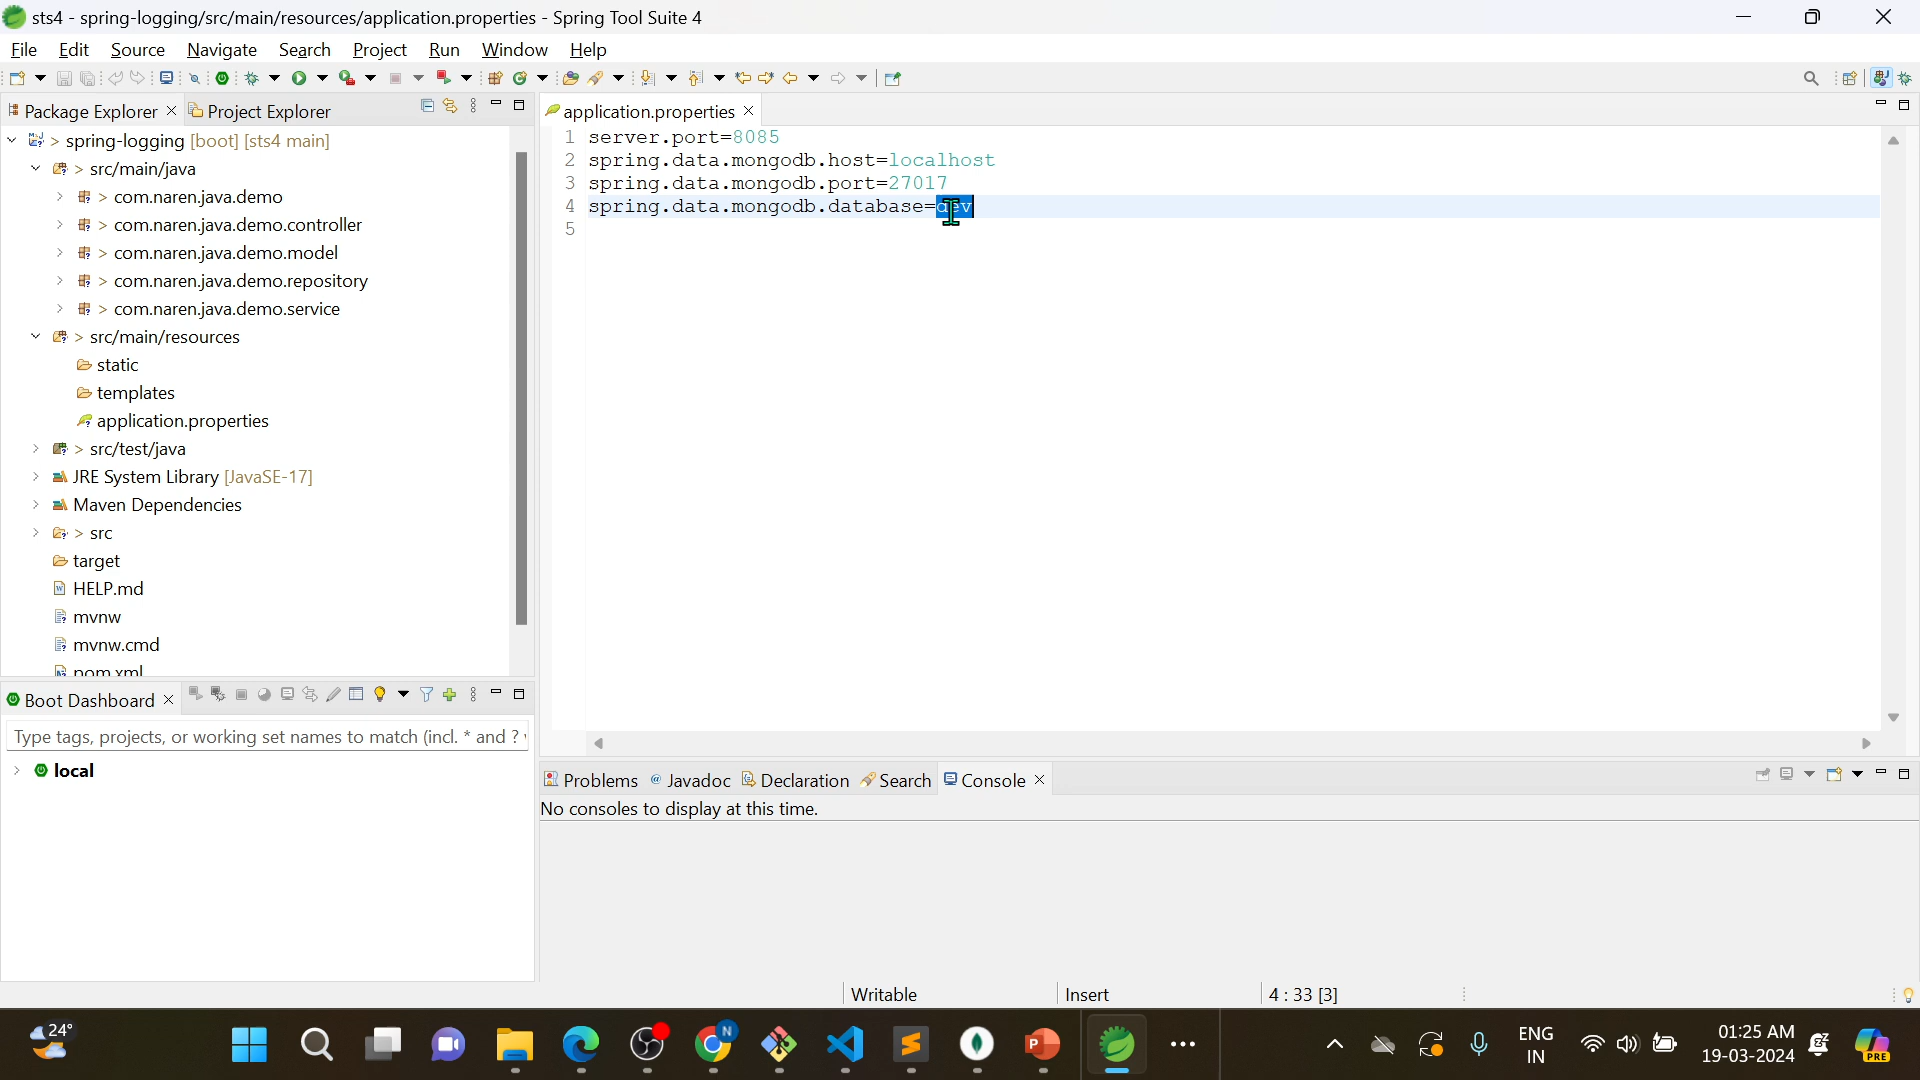 sts4 - spring-logging/src/main/resources/application.properties - Spring Tool Suite 4
File Edit Source Navigate Search Project Run Window Help
Package Explorer Project Explorer
> spring-logging [boot] [sts4 main]
> src/main/java
> com.naren.java.demo
> com.naren.java.demo.controller
> com.naren.java.demo.model
> com.naren.java.demo.repository
> com.naren.java.demo.service
> src/main/resources
static
templates
application.properties
> src/test/java
JRE System Library [JavaSE-17]
Maven Dependencies
> src
target
HELP.md
mvnw
mvnw.cmd
pom.xml
application.properties
1 server.port=8085
2 spring.data.mongodb.host=localhost
3 spring.data.mongodb.port=27017
4 spring.data.mongodb.database=dev
5
Boot Dashboard
Type tags, projects, or working set names to match (incl. * and ?
local
Problems @ Javadoc Declaration Search Console
No consoles to display at this time.
Writable Insert 4 : 33 [3]
24°
N
ENG
IN
01:25 AM
19-03-2024
PRE